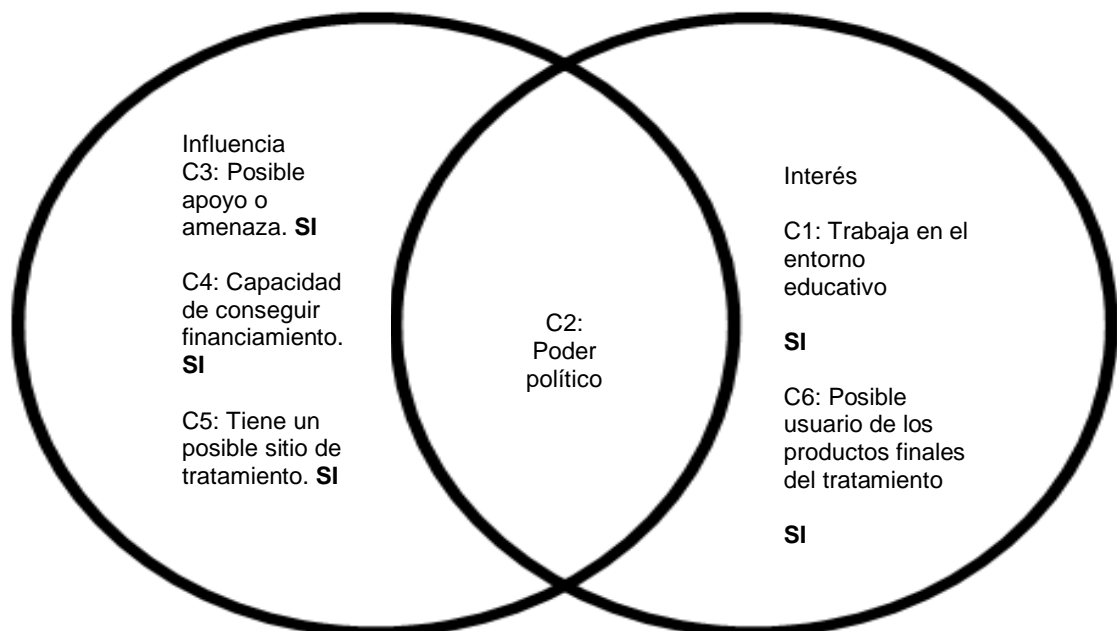 Influencia
C3: Posible
apoyo o
amenaza. SI
C4: Capacidad
de conseguir
financiamiento.
SI
C5: Tiene un
posible sitio de
tratamiento. SI
C2:
Poder
político
Interés
C1: Trabaja en el
entorno
educativo
SI
C6: Posible
usuario de los
productos finales
del tratamiento
SI